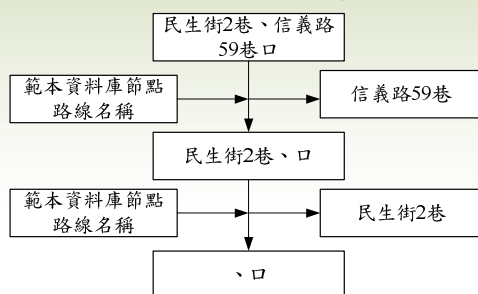 民生街2巷、信義路
59巷口
範本資料庫節點
路線名稱
信義路59巷
民生街2巷、口
範本資料庫節點
路線名稱
民生街2巷
、口